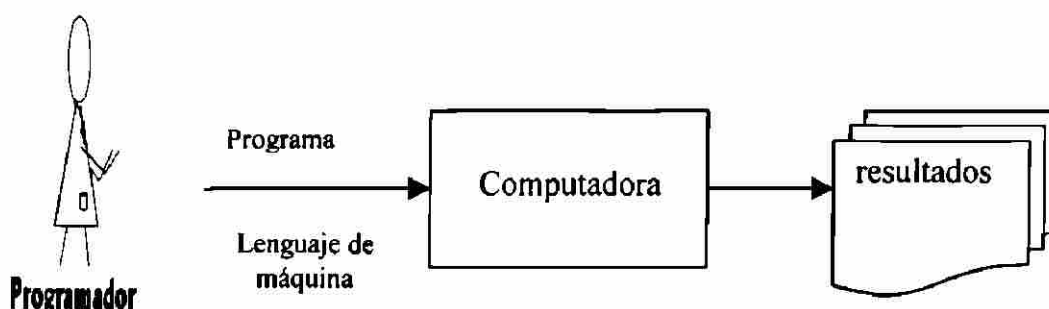 Programa
Computadora
resultados
Lenguaje de
máquina
Programador